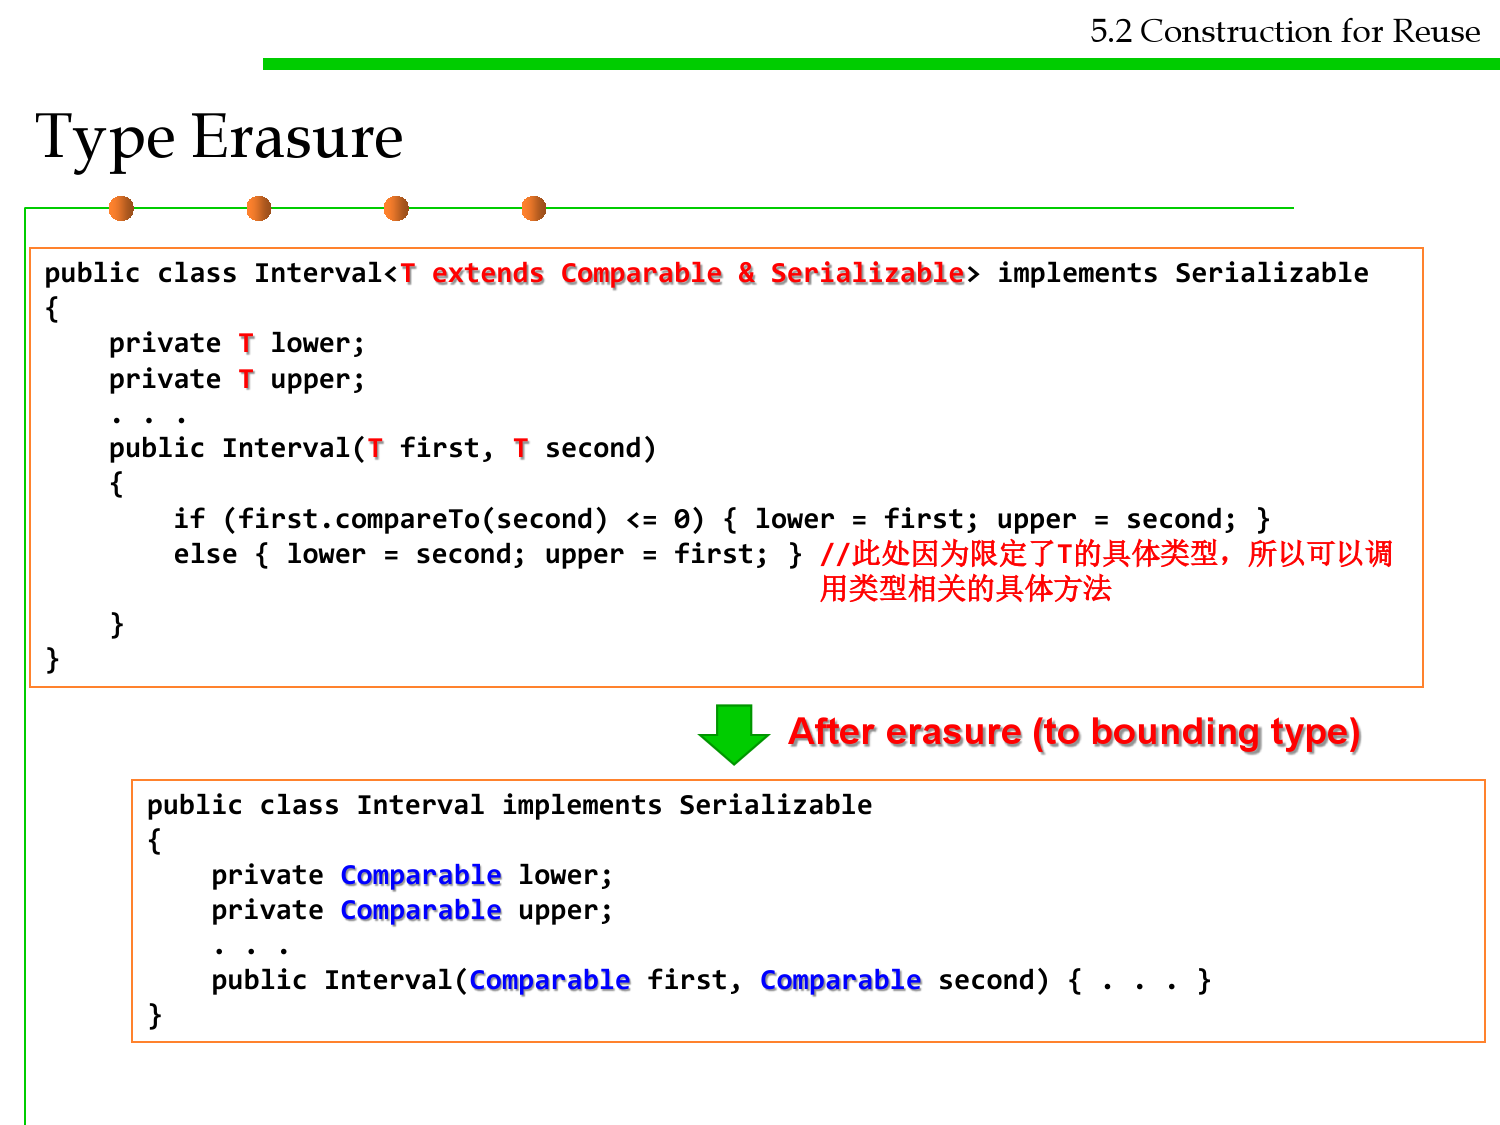 5.2 Construction for Reuse
Type Erasure
public class Interval<T extends Comparable & Serializable> implements Serializable
{
    private T lower;
    private T upper;
    . . .
    public Interval(T first, T second)
    {
        if (first.compareTo(second) <= 0) { lower = first; upper = second; }
        else { lower = second; upper = first; } //此处因为限定了T的具体类型，所以可以调
用类型相关的具体方法
    }
}
After erasure (to bounding type)
public class Interval implements Serializable
{
    private Comparable lower;
    private Comparable upper;
    . . .
    public Interval(Comparable first, Comparable second) { . . . }
}